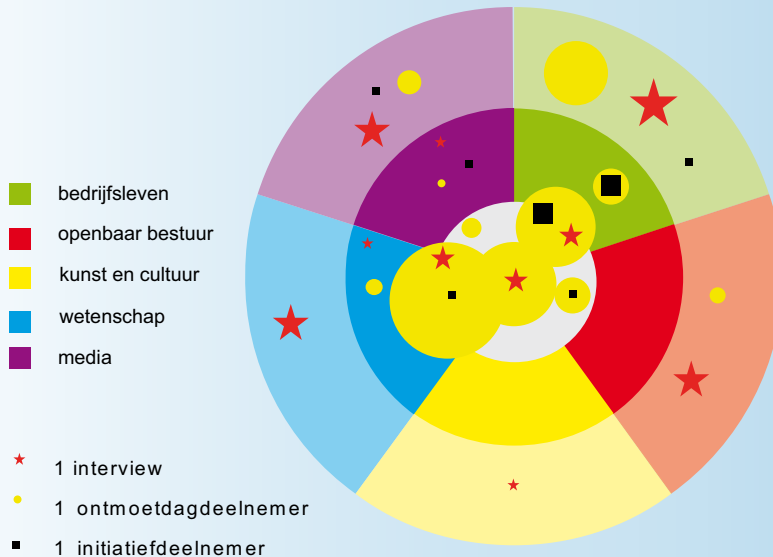 bedrijfsleven
openbaar bestuur
kunst en cultuur
wetenschap
media
1 interview
1 ontmoetdagdeelnemer
1 initiatiefdeelnemer